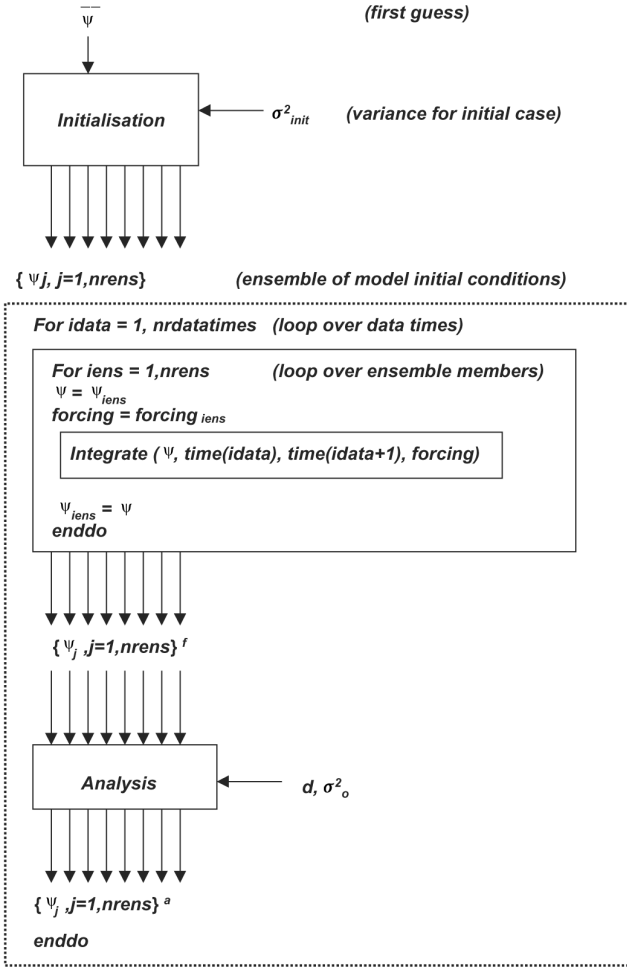 ψ̅ (first guess)
Initialisation
σ²init (variance for initial case)
{ ψj, j=1,nrens} (ensemble of model initial conditions)
For idata = 1, nrdatatimes (loop over data times)
For iens = 1,nrens (loop over ensemble members)
ψ = ψiens
forcing = forcing iens
Integrate ( ψ, time(idata), time(idata+1), forcing)
ψiens = ψ
enddo
{ ψj ,j=1,nrens} f
Analysis
d, σ²o
{ ψj ,j=1,nrens} a
enddo